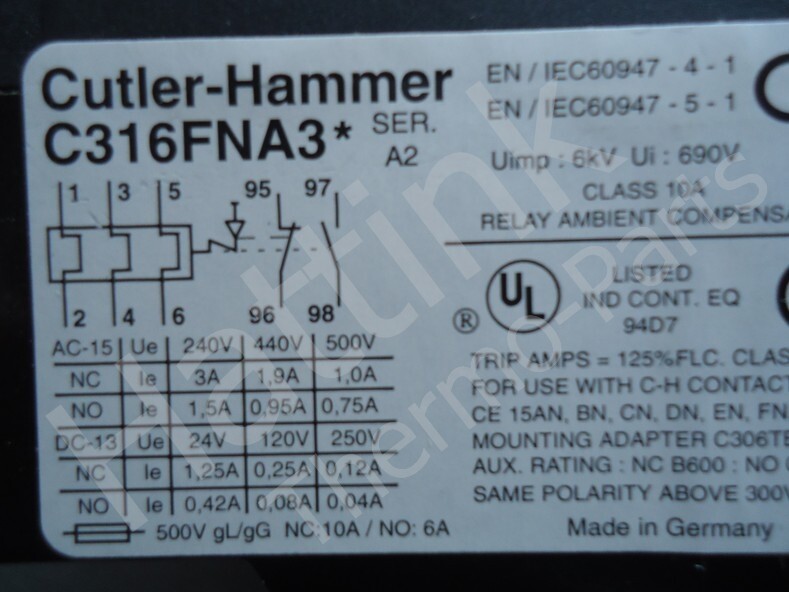 Cutler-Hammer
C316FNA3* SER. A2
EN / IEC60947 - 4 - 1
EN / IEC60947 - 5 - 1
Uimp : 6kV Ui : 690V
CLASS 10A
RELAY AMBIENT COMPENSA
1 3 5 95 97
2 4 6 96 98
AC-15 Ue 240V 440V 500V
NC Ie 3A 1,9A 1,0A
NO Ie 1,5A 0,95A 0,75A
DC-13 Ue 24V 120V 250V
NC Ie 1,25A 0,25A 0,12A
NO Ie 0,42A 0,08A 0,04A
500V gL/gG NC:10A / NO: 6A
UL ®
LISTED
IND CONT. EQ
94D7
TRIP AMPS = 125%FLC. CLAS
FOR USE WITH C-H CONTACT
CE 15AN, BN, CN, DN, EN, FN
MOUNTING ADAPTER C306TE
AUX. RATING : NC B600 : NO
SAME POLARITY ABOVE 300V
Made in Germany
Hettink
Thermo-Parts